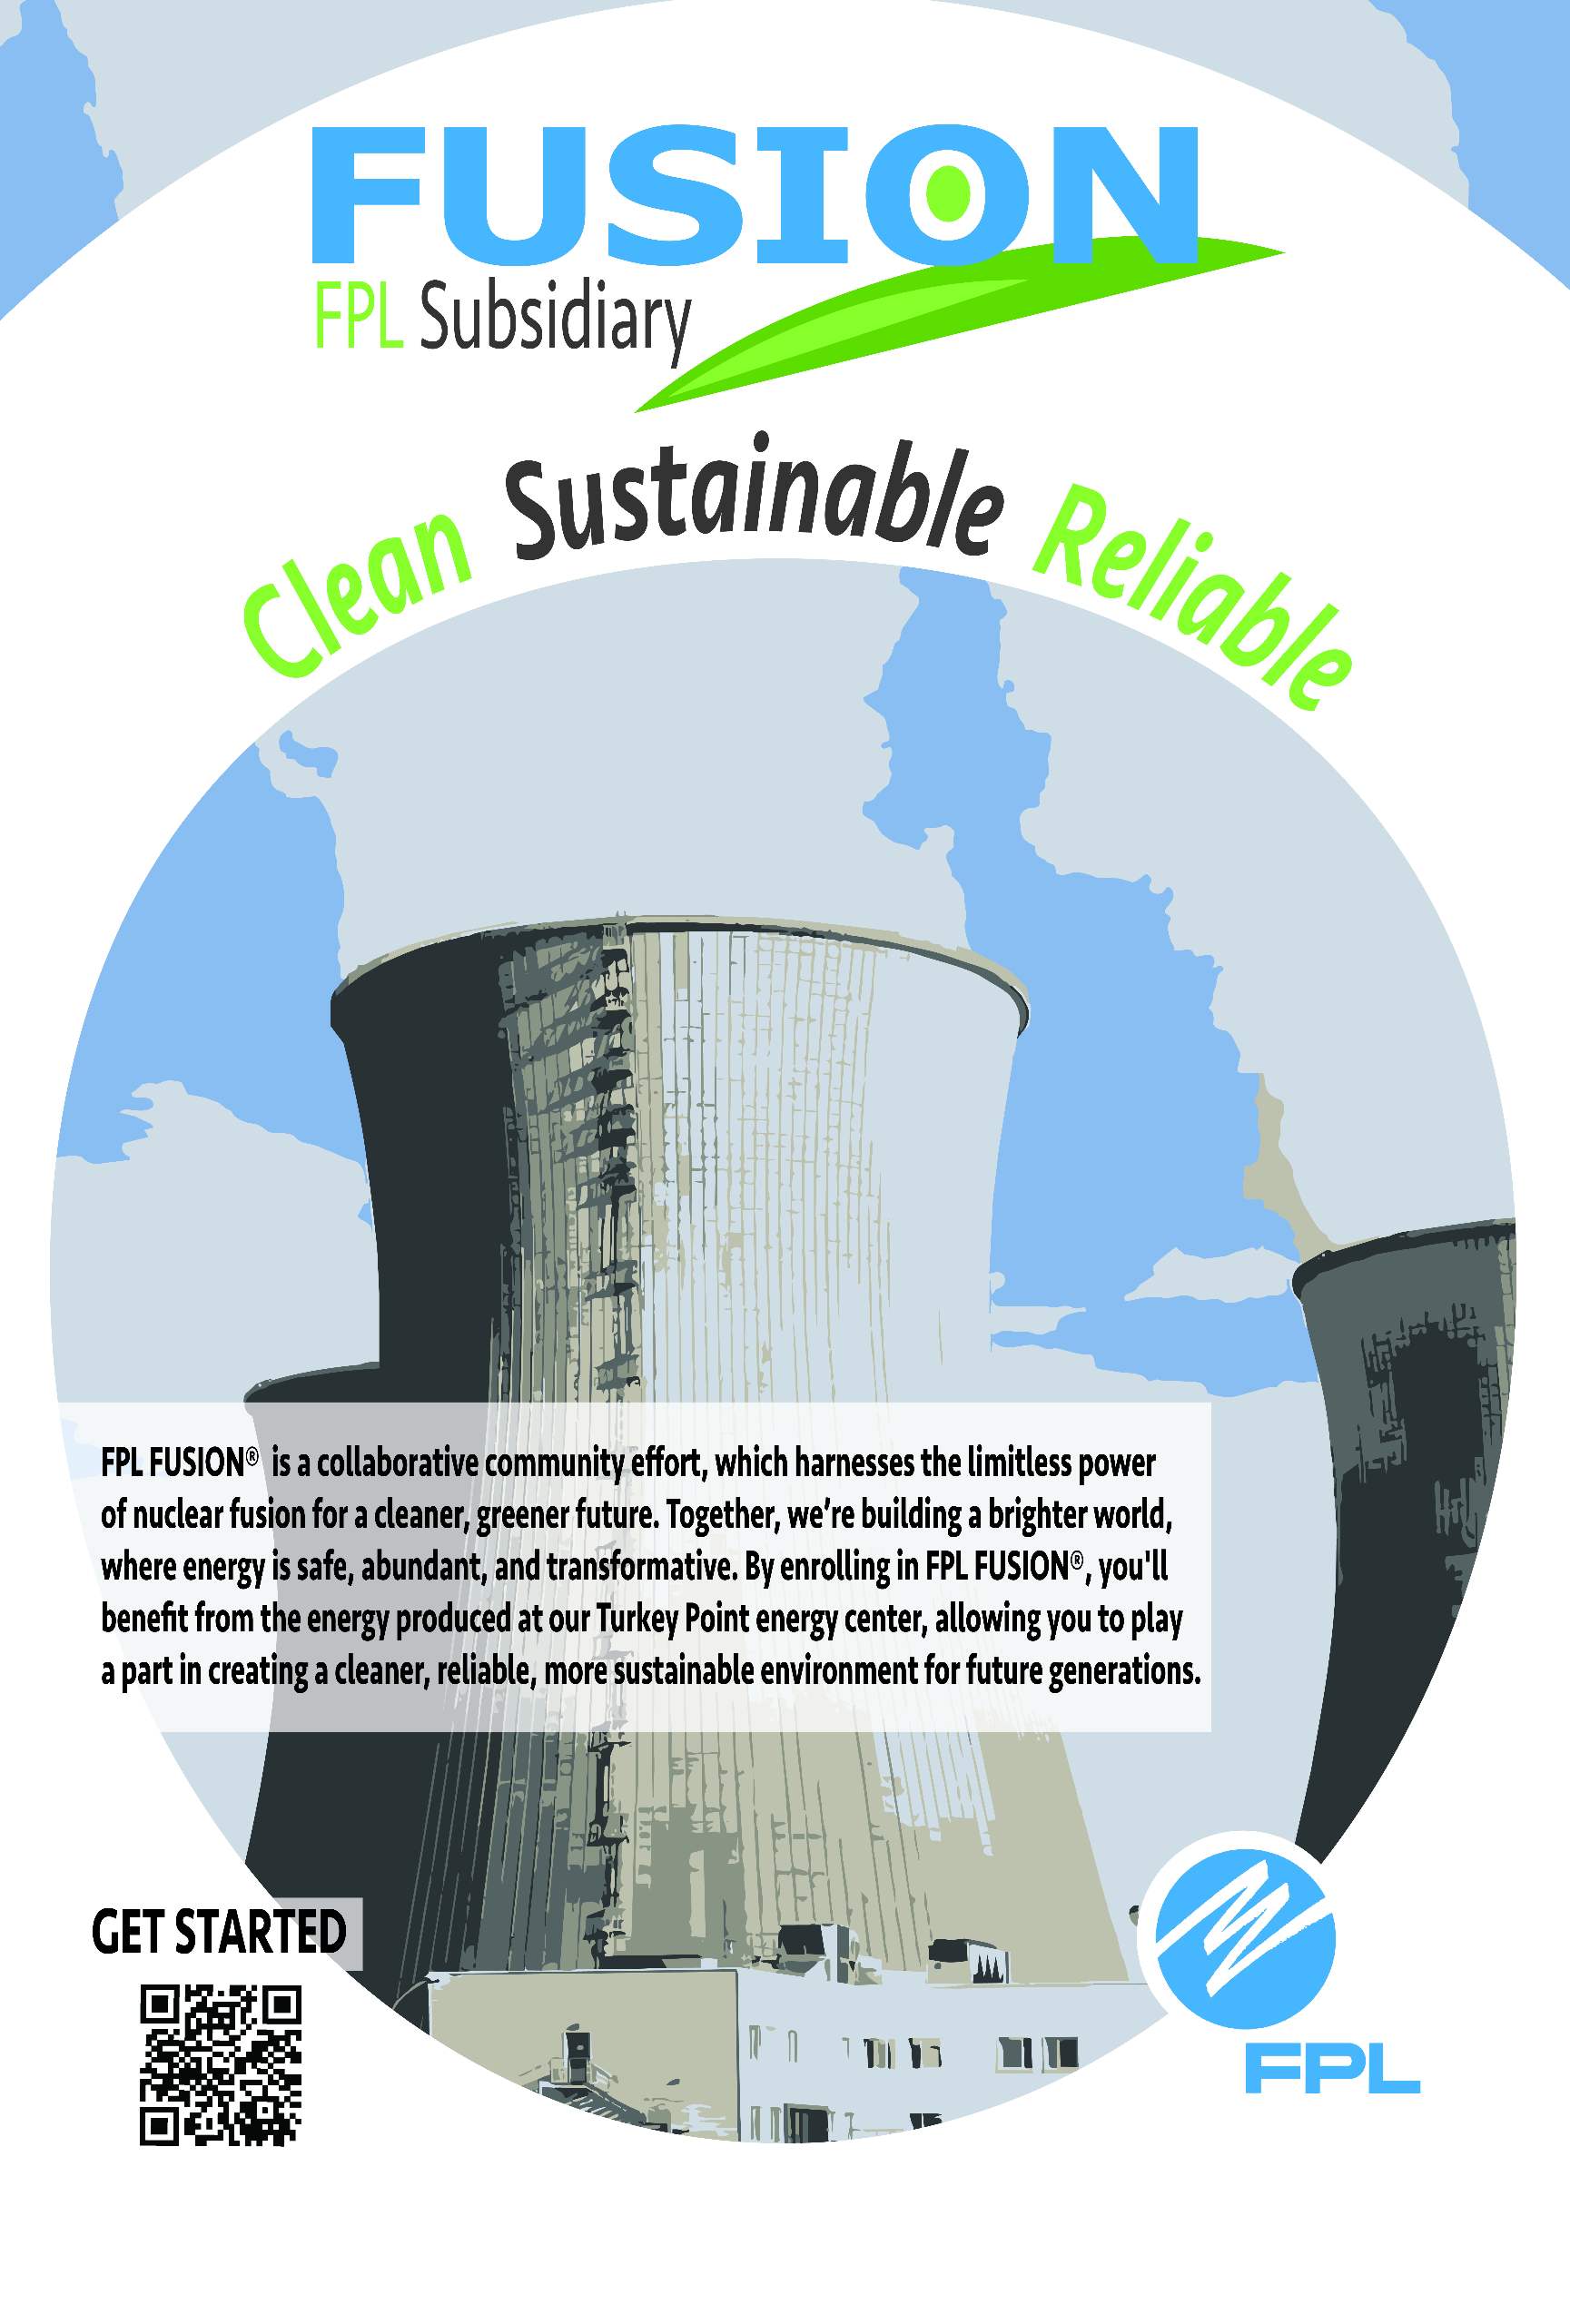 FUSION
FPL Subsidiary
Clean Sustainable Reliable
FPL FUSION® is a collaborative community effort, which harnesses the limitless power
of nuclear fusion for a cleaner, greener future. Together, we’re building a brighter world,
where energy is safe, abundant, and transformative. By enrolling in FPL FUSION®, you'll
benefit from the energy produced at our Turkey Point energy center, allowing you to play
a part in creating a cleaner, reliable, more sustainable environment for future generations.
GET STARTED
FPL